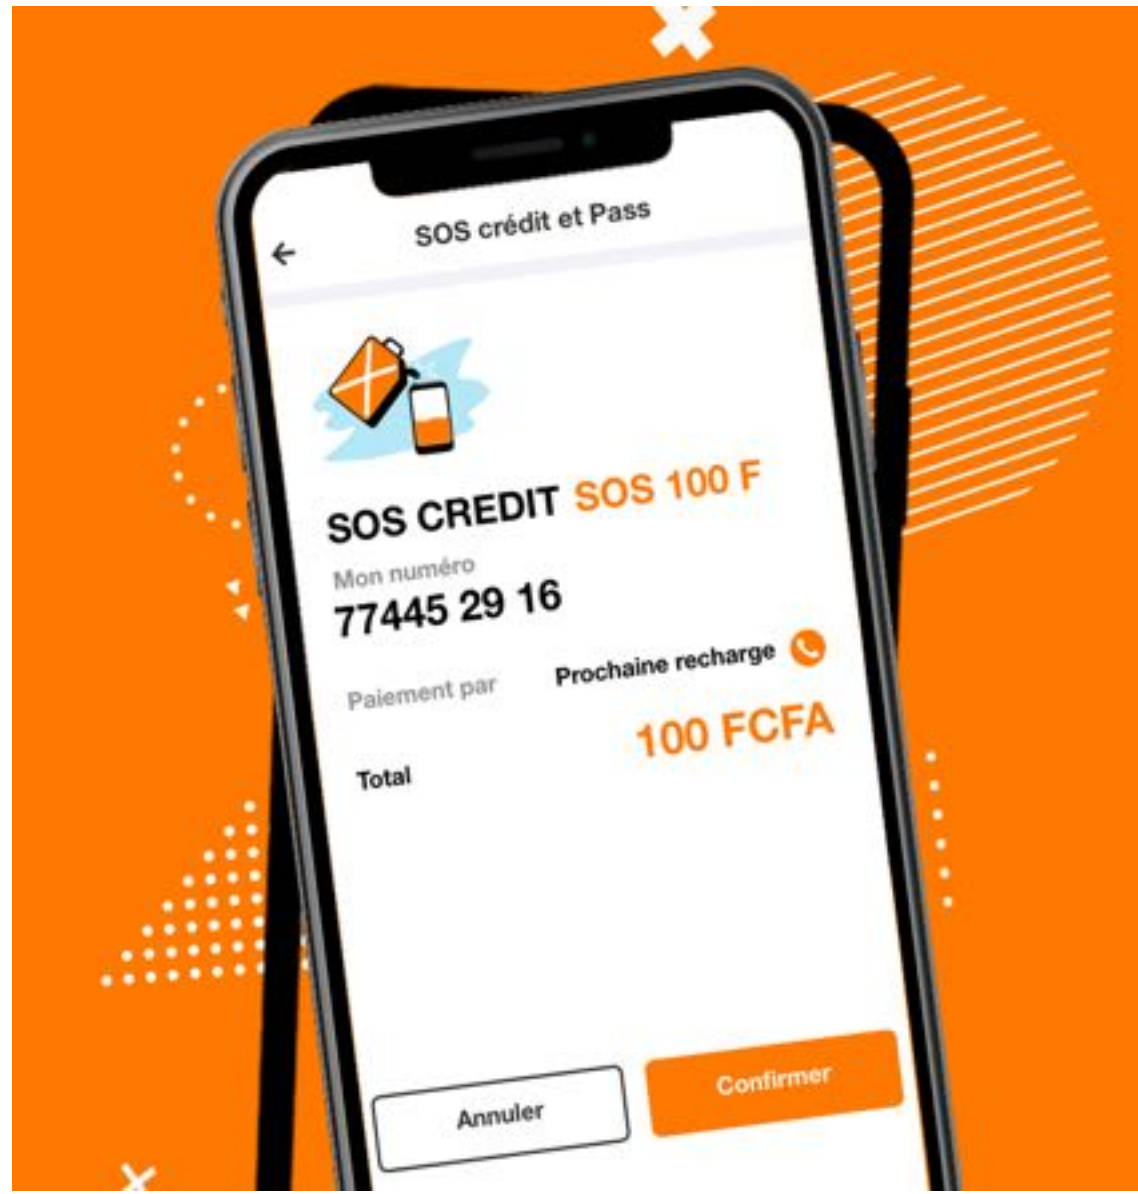 SOS crédit et Pass
SOS CREDIT SOS 100 F
Mon numéro
77445 29 16
Paiement par Prochaine recharge
Total 100 FCFA
Annuler Confirmer